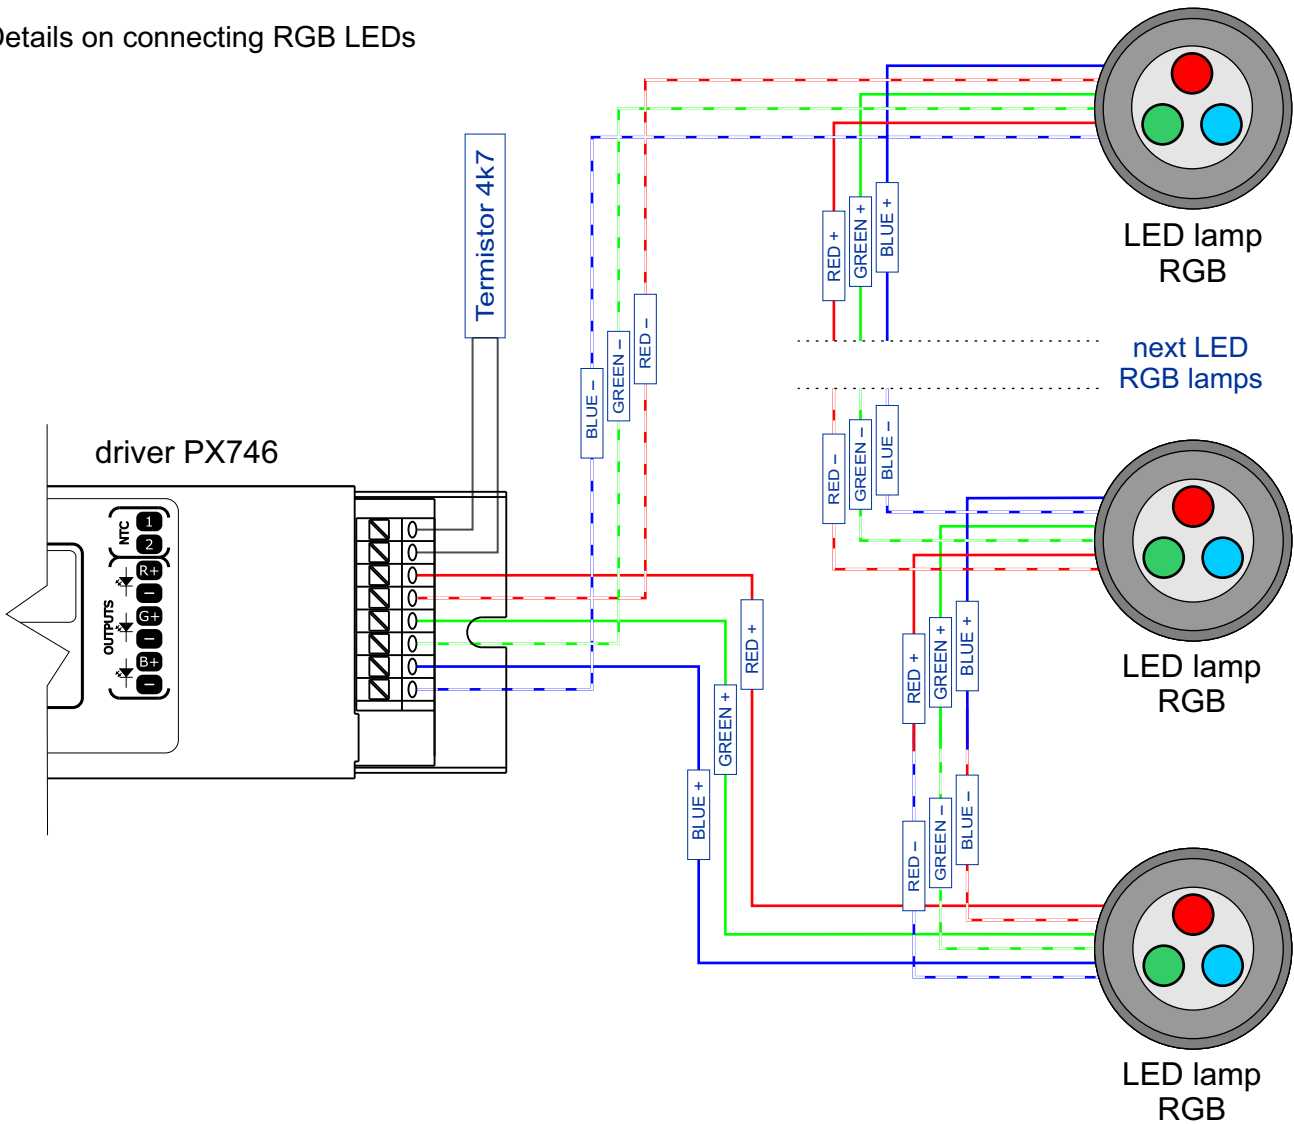 Details on connecting RGB LEDs
Termistor 4k7
RED +
GREEN +
BLUE +
LED lamp
RGB
BLUE –
GREEN –
RED –
next LED
RGB lamps
RED –
GREEN –
BLUE –
driver PX746
NTC
1
2
OUTPUTS
R+
–
G+
–
B+
–
RED +
GREEN +
BLUE +
RED +
GREEN +
BLUE +
LED lamp
RGB
RED –
GREEN –
BLUE –
LED lamp
RGB